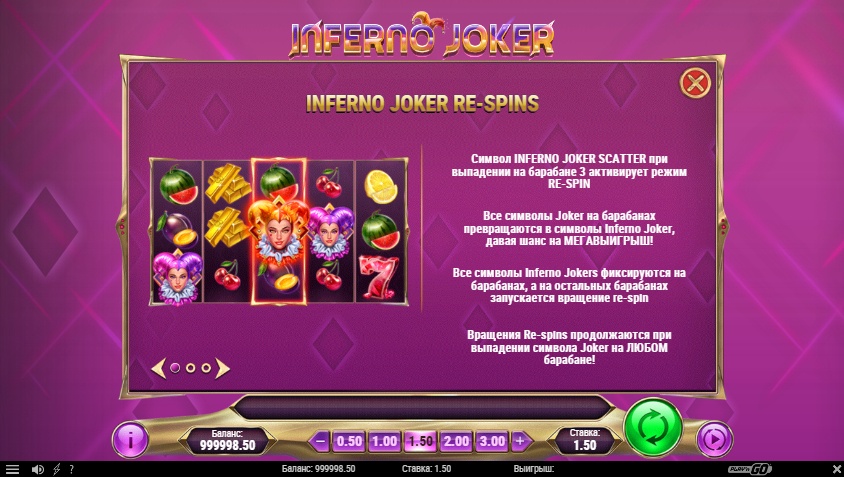 INFERNO JOKER
INFERNO JOKER RE-SPINS
Символ INFERNO JOKER SCATTER при
выпадении на барабане 3 активирует режим
RE-SPIN
Все символы Joker на барабанах
превращаются в символы Inferno Joker,
давая шанс на МЕГАВЫИГРЫШ!
Все символы Inferno Jokers фиксируются на
барабанах, а на остальных барабанах
запускается вращение re-spin
Вращения Re-spins продолжаются при
выпадении символа Joker на ЛЮБОМ
барабане!
Баланс:
999998.50
− 0.50 1.00 1.50 2.00 3.00 +
Ставка:
1.50
? Баланс: 999998.50 Ставка: 1.50 Выигрыш: PLAY'N GO